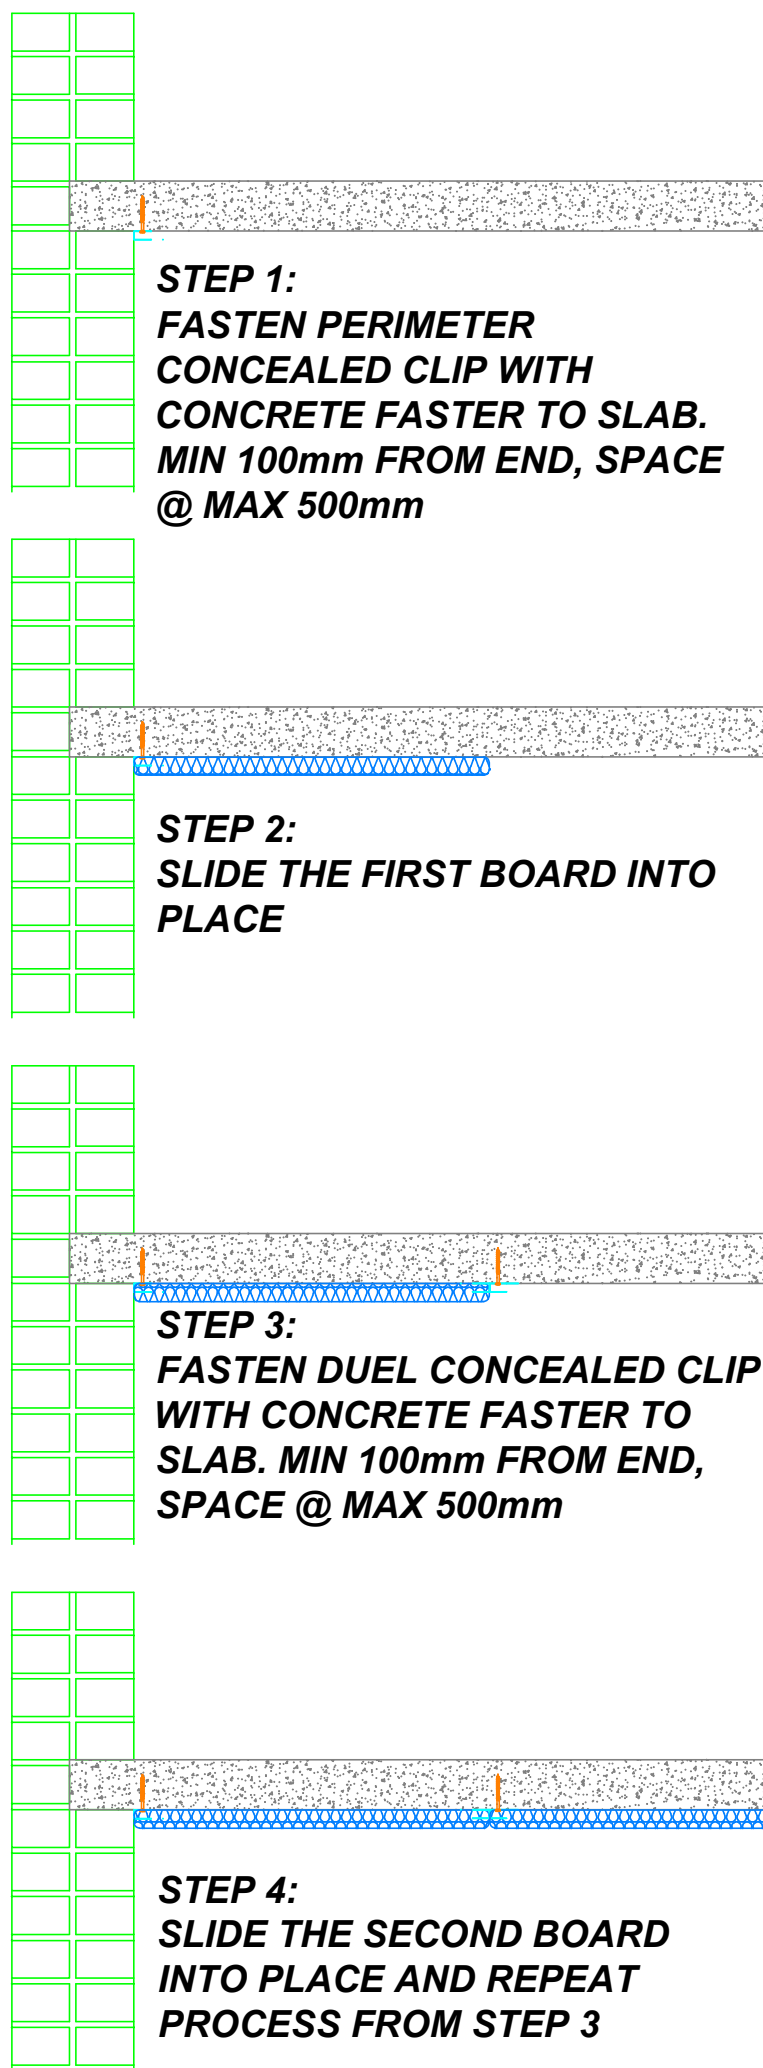 STEP 1:
FASTEN PERIMETER
CONCEALED CLIP WITH
CONCRETE FASTER TO SLAB.
MIN 100mm FROM END, SPACE
@ MAX 500mm
STEP 2:
SLIDE THE FIRST BOARD INTO
PLACE
STEP 3:
FASTEN DUEL CONCEALED CLIP
WITH CONCRETE FASTER TO
SLAB. MIN 100mm FROM END,
SPACE @ MAX 500mm
STEP 4:
SLIDE THE SECOND BOARD
INTO PLACE AND REPEAT
PROCESS FROM STEP 3